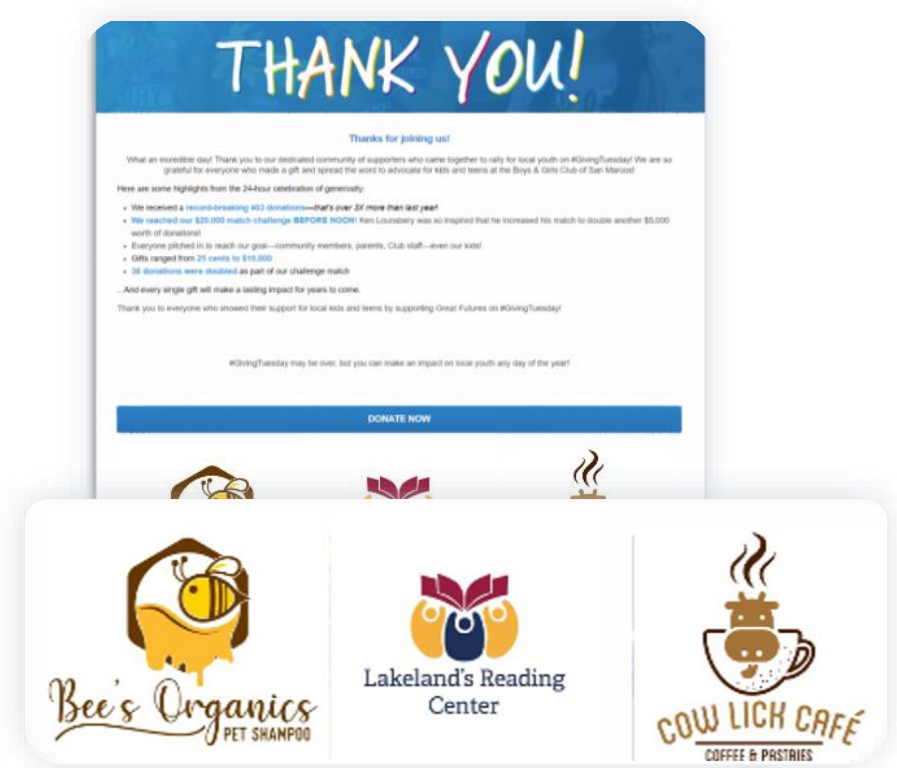 THANK YOU!
Thanks for joining us!
What an incredible day! Thank you to our dedicated community of supporters who came together to rally for local youth on #GivingTuesday! We are so
grateful for everyone who made a gift and spread the word to advocate for kids and teens at the Boys & Girls Club of San Marcos!
Here are some highlights from the 24-hour celebration of generosity:
• We received a record-breaking 403 donations—that's over 3X more than last year!
• We reached our $20,000 match challenge BEFORE NOON! Ken Lounsbery was so inspired that he increased his match to double another $5,000
worth of donations!
• Everyone pitched in to reach our goal—community members, parents, Club staff—even our kids!
• Gifts ranged from 25 cents to $10,000
• 36 donations were doubled as part of our challenge match
...And every single gift will make a lasting impact for years to come.
Thank you to everyone who showed their support for local kids and teens by supporting Great Futures on #GivingTuesday!
#GivingTuesday may be over, but you can make an impact on local youth any day of the year!
DONATE NOW
Bee's Organics
PET SHAMPOO
Lakeland's Reading
Center
COW LICK CAFÉ
COFFEE & PASTRIES